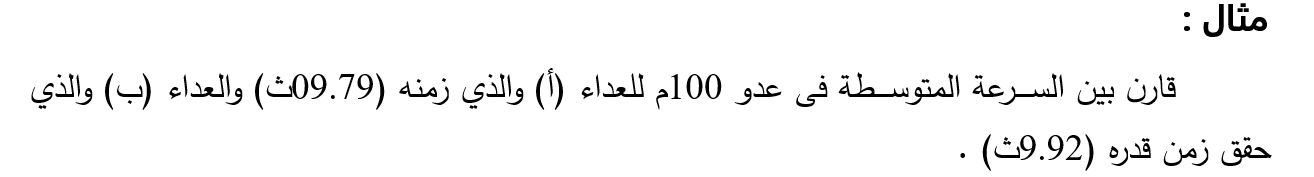 مثال :
قارن بين السرعة المتوسطة فى عدو 100م للعداء (أ) والذي زمنه (09.79ث) والعداء (ب) والذي
حقق زمن قدره (9.92ث) .